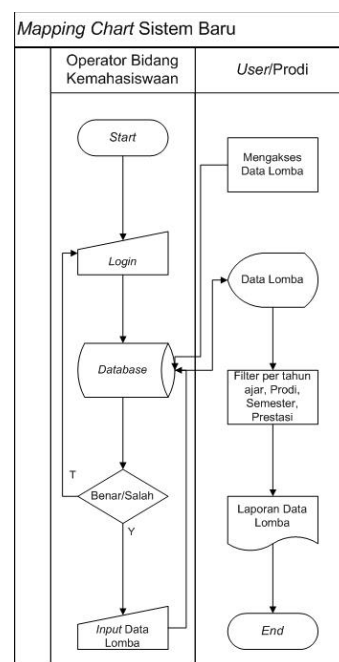 Mapping Chart Sistem Baru
Operator Bidang
Kemahasiswaan
User/Prodi
Start
Login
Database
T
Benar/Salah
Y
Input Data
Lomba
Mengakses
Data Lomba
Data Lomba
Filter per tahun
ajar, Prodi,
Semester,
Prestasi
Laporan Data
Lomba
End